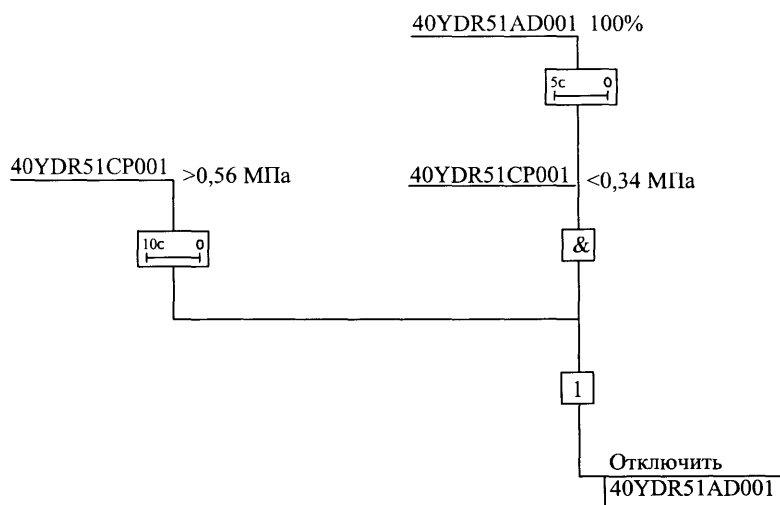 40YDR51AD001 100%
5с 0
40YDR51CP001 >0,56 МПа
40YDR51CP001 <0,34 МПа
10с 0
&
1
Отключить
40YDR51AD001